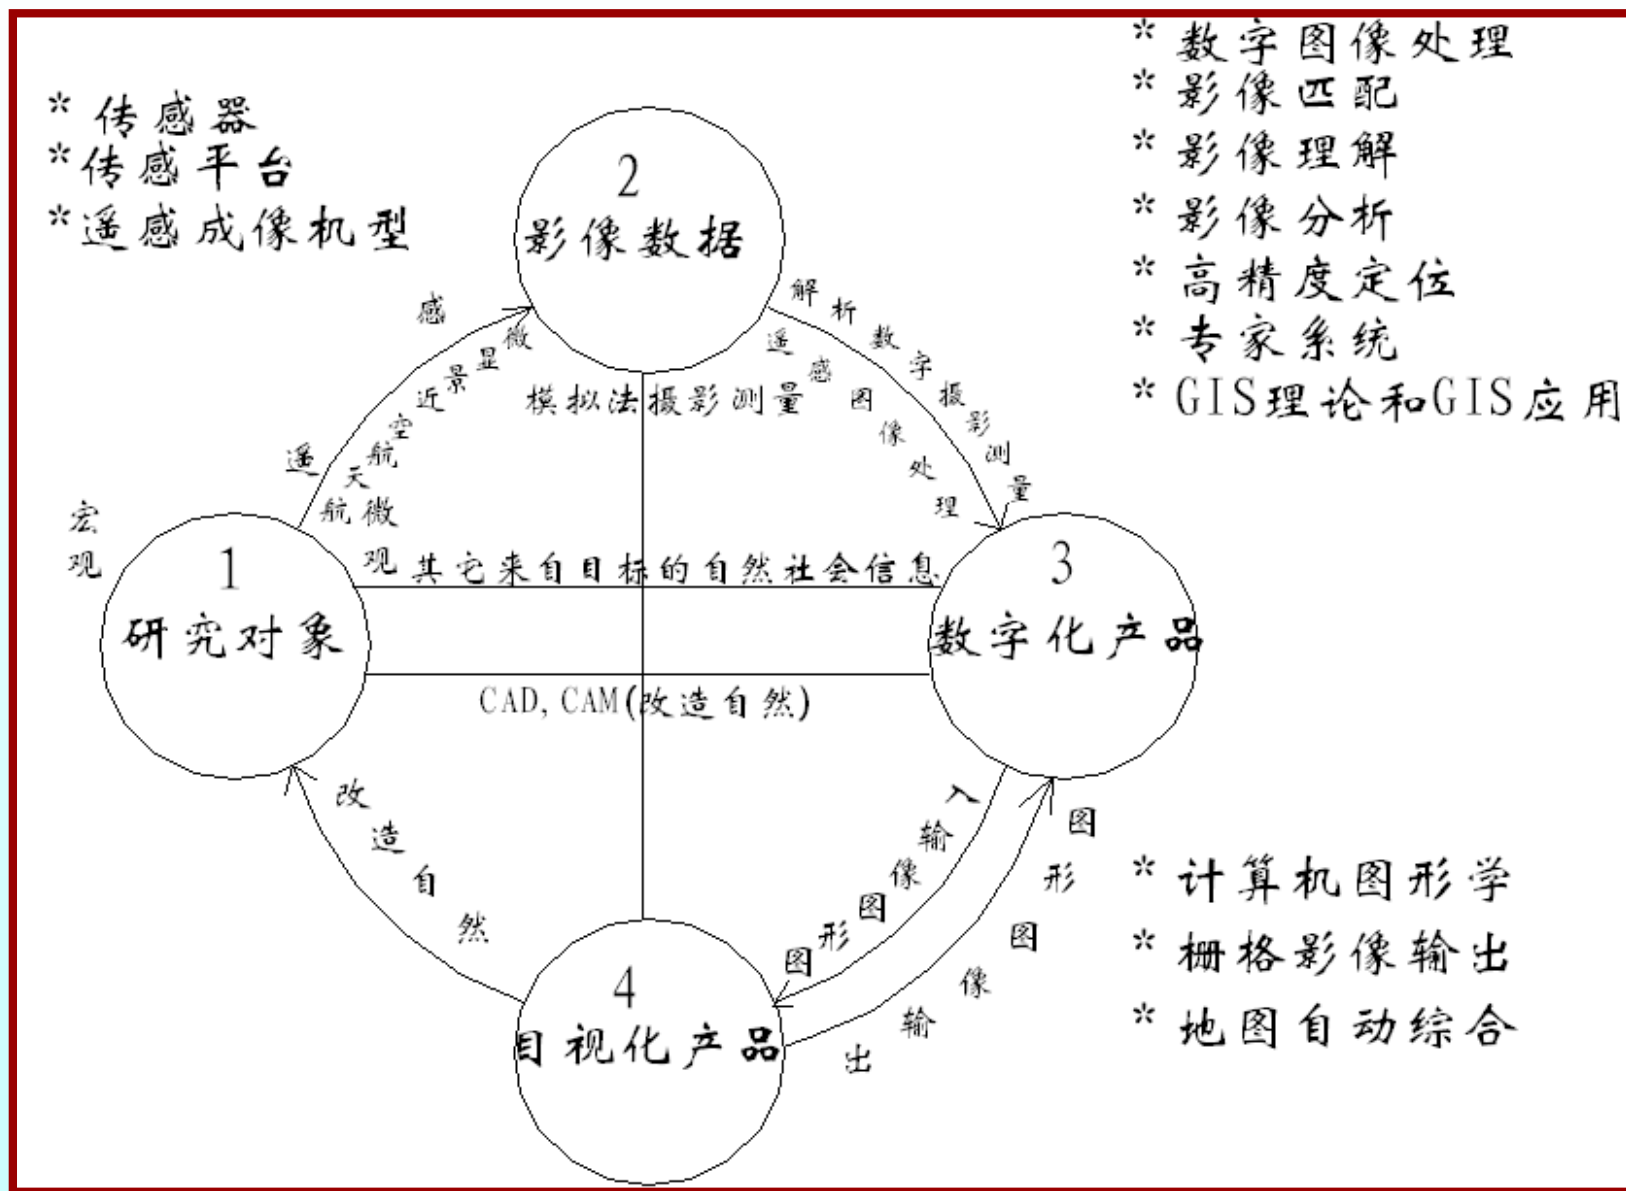 * 传感器
* 传感平台
* 遥感成像机型
* 数字图像处理
* 影像匹配
* 影像理解
* 影像分析
* 高精度定位
* 专家系统
* GIS理论和GIS应用
2
影像数据
遥感
航天航空近景显微
解析数字摄影测量
遥感图像处理
模拟法摄影测量
宏观
微观
1
研究对象
其它来自目标的自然社会信息
3
数字化产品
CAD, CAM(改造自然)
改造自然
图形图像输入
图形图像输出
4
目视化产品
* 计算机图形学
* 栅格影像输出
* 地图自动综合